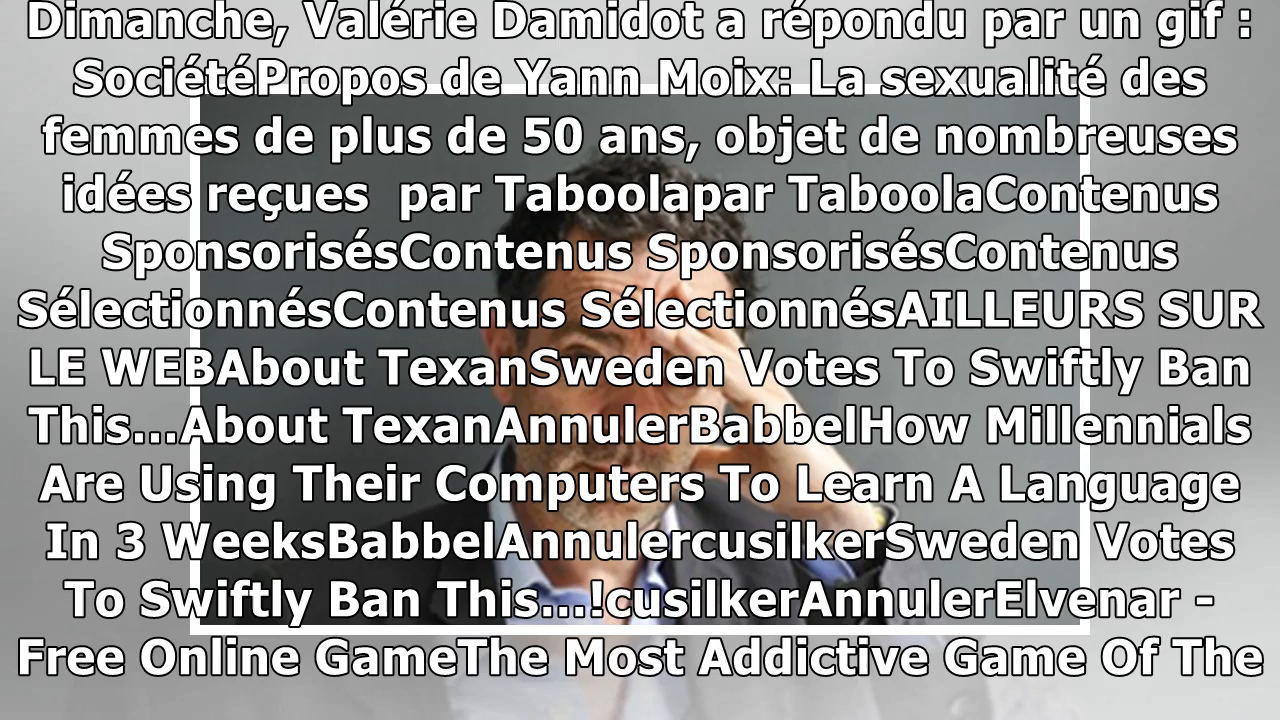 Dimanche, Valérie Damidot a répondu par un gif :
SociétéPropos de Yann Moix: La sexualité des
femmes de plus de 50 ans, objet de nombreuses
idées reçues  par Taboolapar TaboolaContenus
SponsorisésContenus SponsorisésContenus
SélectionnésContenus SélectionnésAILLEURS SUR
LE WEBAbout TexanSweden Votes To Swiftly Ban
This...About TexanAnnulerBabbelHow Millennials
Are Using Their Computers To Learn A Language
In 3 WeeksBabbelAnnulercusilkerSweden Votes
To Swiftly Ban This...!cusilkerAnnulerElvenar -
Free Online GameThe Most Addictive Game Of The